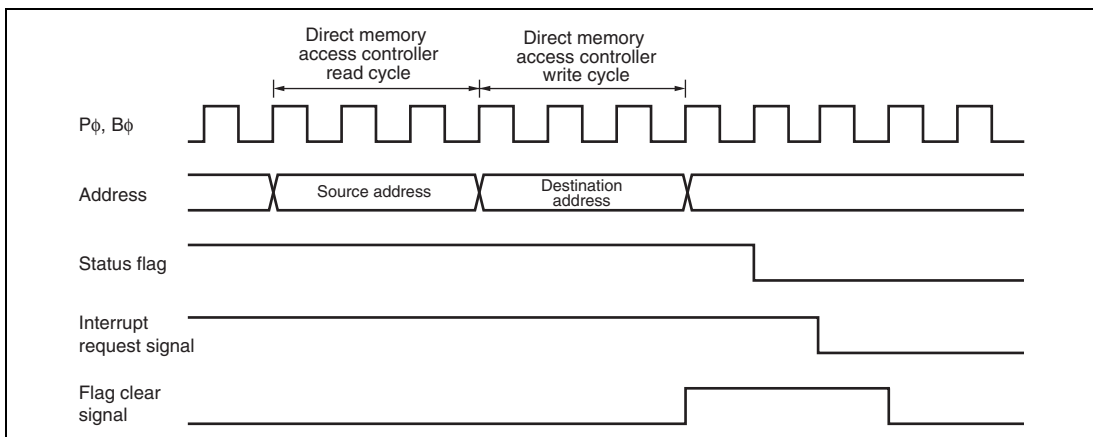 Direct memory
access controller
read cycle
Direct memory
access controller
write cycle
Pϕ, Bϕ
Address
Source address
Destination
address
Status flag
Interrupt
request signal
Flag clear
signal